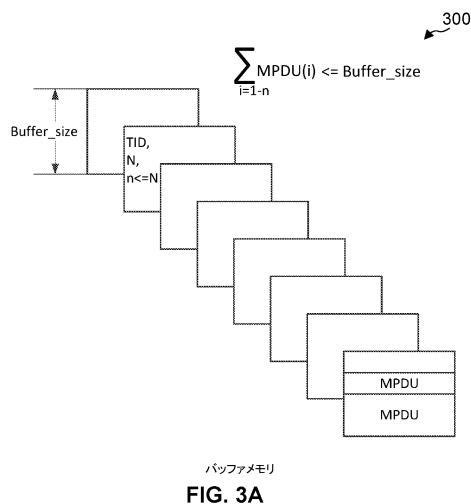 300
∑MPDU(i) <= Buffer_size
i=1-n
Buffer_size
TID,
N,
n<=N
MPDU
MPDU
バッファメモリ
FIG. 3A